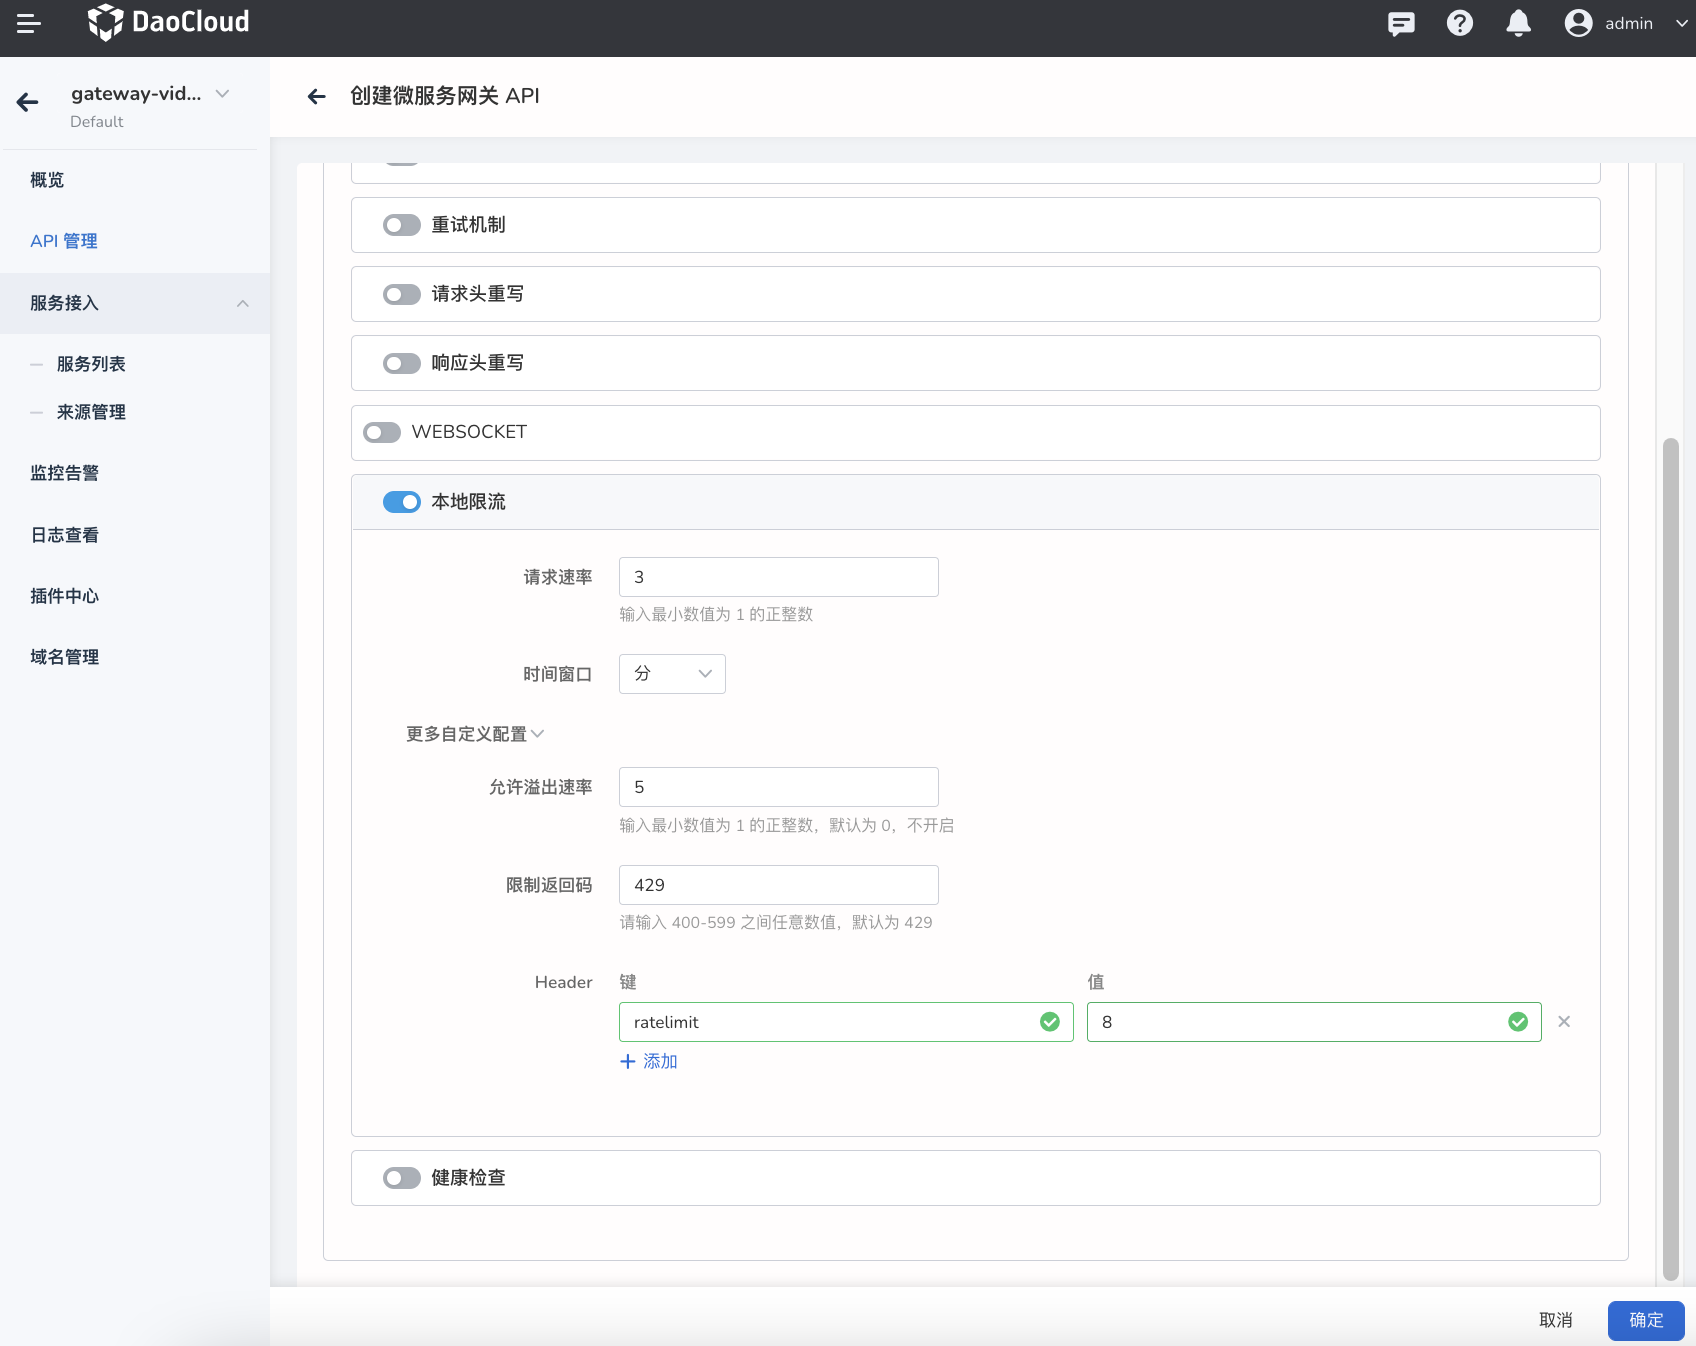 DaoCloud
admin
gateway-vid...
Default
概览
API 管理
服务接入
服务列表
来源管理
监控告警
日志查看
插件中心
域名管理
创建微服务网关 API
重试机制
请求头重写
响应头重写
WEBSOCKET
本地限流
请求速率
3
输入最小数值为 1 的正整数
时间窗口
分
更多自定义配置
允许溢出速率
5
输入最小数值为 1 的正整数，默认为 0，不开启
限制返回码
429
请输入 400-599 之间任意数值，默认为 429
Header
键
值
ratelimit
8
添加
健康检查
取消
确定